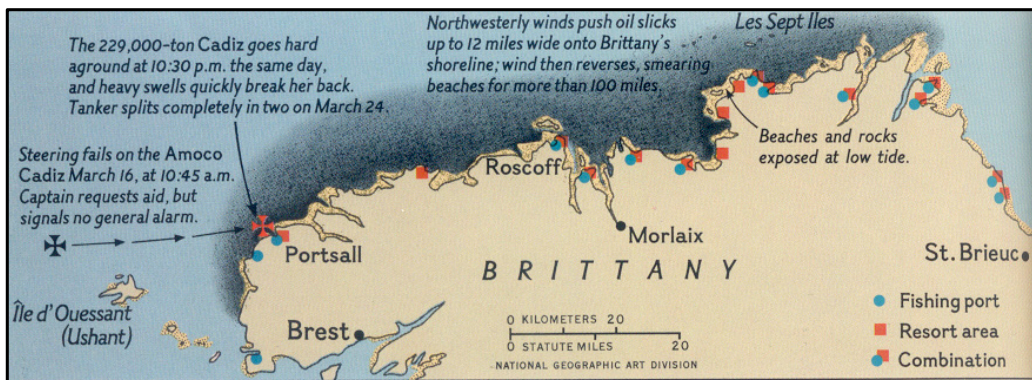 The 229,000-ton Cadiz goes hard
aground at 10:30 p.m. the same day,
and heavy swells quickly break her back.
Tanker splits completely in two on March 24.
Northwesterly winds push oil slicks
up to 12 miles wide onto Brittany's
shoreline; wind then reverses, smearing
beaches for more than 100 miles.
Les Sept Iles
Steering fails on the Amoco
Cadiz March 16, at 10:45 a.m.
Captain requests aid, but
signals no general alarm.
Beaches and rocks
exposed at low tide.
Roscoff
Morlaix
Portsall
BRITTANY
St. Brieuc
Île d'Ouessant
(Ushant)
Brest
0 KILOMETERS 20
0 STATUTE MILES 20
NATIONAL GEOGRAPHIC ART DIVISION
Fishing port
Resort area
Combination